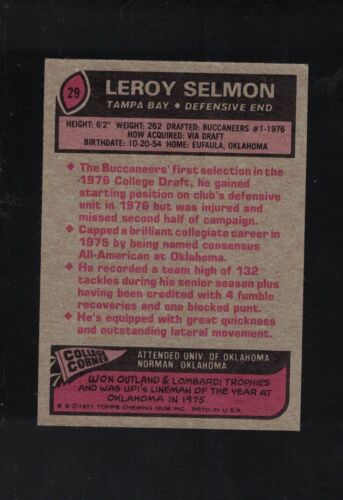 29
LEROY SELMON
TAMPA BAY ◆ DEFENSIVE END
HEIGHT: 6'2" WEIGHT: 262 DRAFTED: BUCCANEERS #1-1976
HOW ACQUIRED: VIA DRAFT
BIRTHDATE: 10-20-54 HOME: EUFAULA, OKLAHOMA
◆ The Buccaneers' first selection in the
1976 College Draft, he gained
starting position on club's defensive
unit in 1976 but was injured and
missed second half of campaign.
◆ Capped a brilliant collegiate career in
1975 by being named consensus
All-American at Oklahoma.
◆ He recorded a team high of 132
tackles during his senior season plus
having been credited with 4 fumble
recoveries and one blocked punt.
◆ He's equipped with great quickness
and outstanding lateral movement.
COLLEGE
CORNER
ATTENDED UNIV. OF OKLAHOMA
NORMAN, OKLAHOMA
WON OUTLAND & LOMBARDI TROPHIES
AND WAS UPI'S LINEMAN OF THE YEAR AT
OKLAHOMA IN 1975.
★ ★ © 1977 TOPPS CHEWING GUM, INC. PRTD. IN U.S.A.